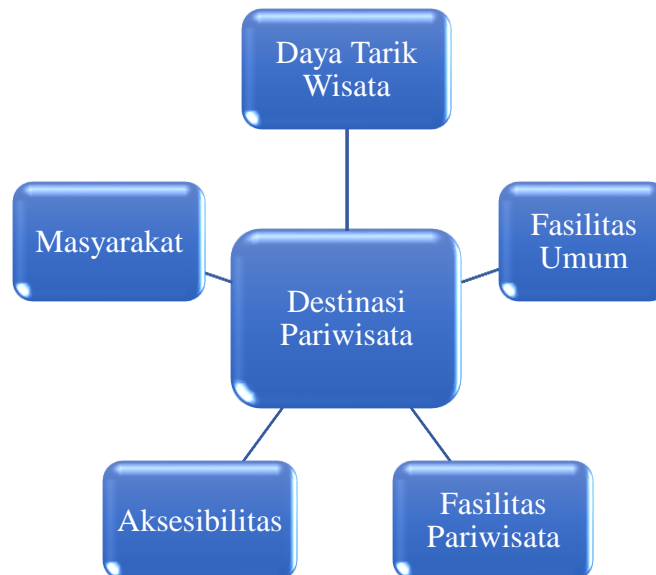 Daya Tarik
Wisata
Masyarakat
Fasilitas
Umum
Destinasi
Pariwisata
Aksesibilitas
Fasilitas
Pariwisata